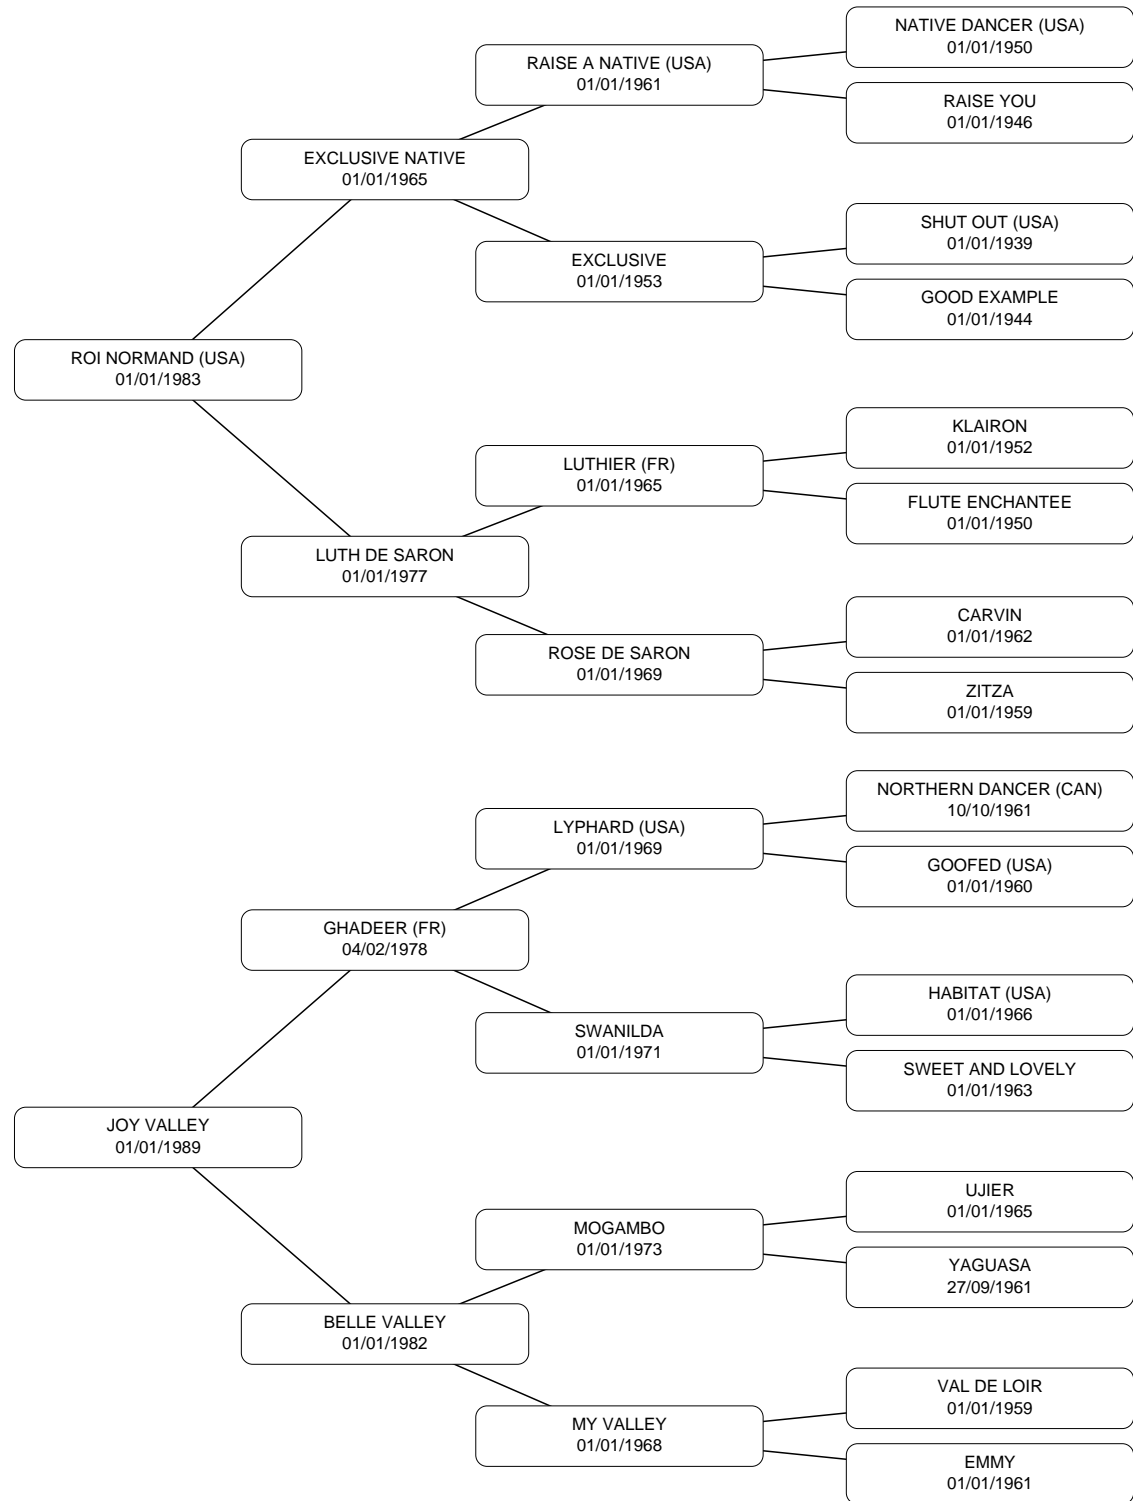 NATIVE DANCER (USA)
01/01/1950
RAISE A NATIVE (USA)
01/01/1961
RAISE YOU
01/01/1946
EXCLUSIVE NATIVE
01/01/1965
SHUT OUT (USA)
01/01/1939
EXCLUSIVE
01/01/1953
GOOD EXAMPLE
01/01/1944
ROI NORMAND (USA)
01/01/1983
KLAIRON
01/01/1952
LUTHIER (FR)
01/01/1965
FLUTE ENCHANTEE
01/01/1950
LUTH DE SARON
01/01/1977
CARVIN
01/01/1962
ROSE DE SARON
01/01/1969
ZITZA
01/01/1959
NORTHERN DANCER (CAN)
10/10/1961
LYPHARD (USA)
01/01/1969
GOOFED (USA)
01/01/1960
GHADEER (FR)
04/02/1978
HABITAT (USA)
01/01/1966
SWANILDA
01/01/1971
SWEET AND LOVELY
01/01/1963
JOY VALLEY
01/01/1989
UJIER
01/01/1965
MOGAMBO
01/01/1973
YAGUASA
27/09/1961
BELLE VALLEY
01/01/1982
VAL DE LOIR
01/01/1959
MY VALLEY
01/01/1968
EMMY
01/01/1961